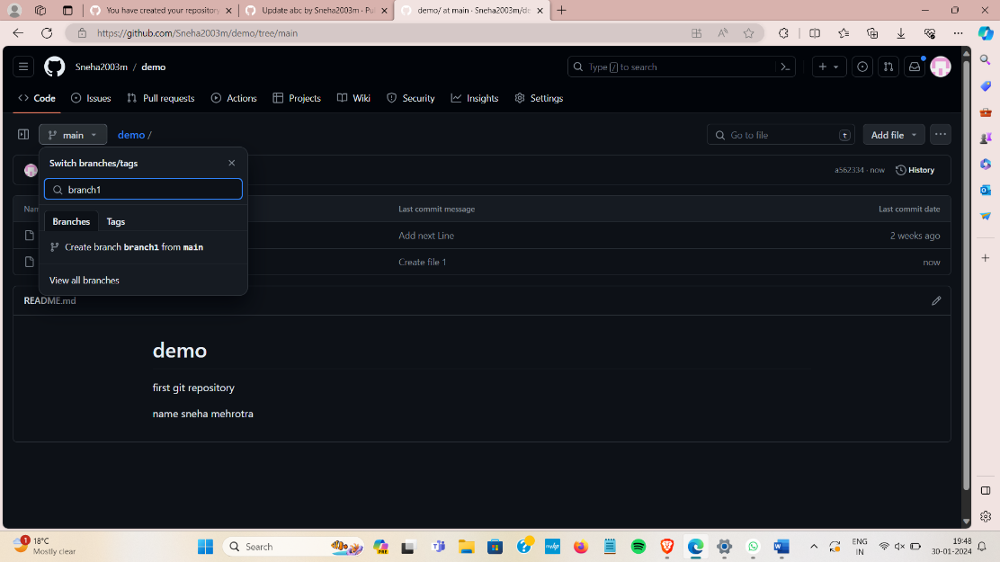 You have created your repository
Update abc by Sneha2003m · Pul
demo/ at main · Sneha2003m/de
https://github.com/Sneha2003m/demo/tree/main
Sneha2003m / demo
Type / to search
Code Issues Pull requests Actions Projects Wiki Security Insights Settings
main demo /
Go to file t
Add file
Switch branches/tags
a562334 · now History
branch1
Last commit message Last commit date
Branches Tags
Add next Line 2 weeks ago
Create branch branch1 from main
Create file 1 now
View all branches
README.md
demo
first git repository
name sneha mehrotra
1
18°C
Mostly clear
Search
PRE
ENG
IN
19:48
30-01-2024